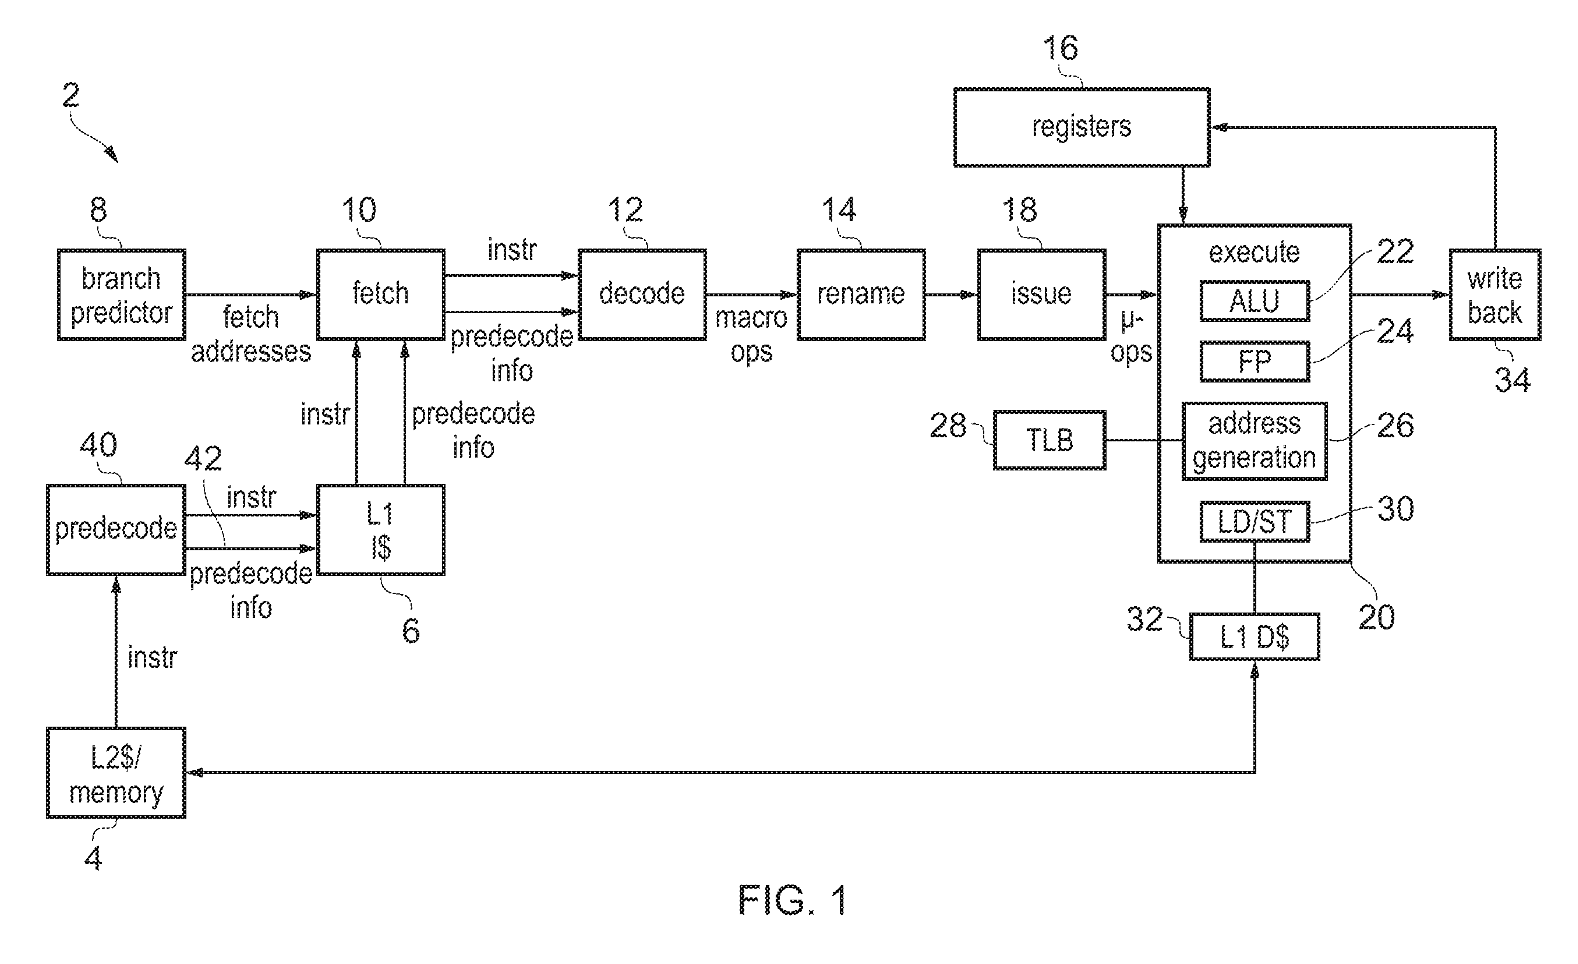 16
2
registers
8
10
12
14
18
branch
predictor
fetch
addresses
fetch
instr
predecode
info
decode
macro
ops
rename
issue
μ-
ops
execute
ALU
22
FP
24
write
back
34
28
TLB
address
generation
26
LD/ST
30
20
instr
predecode
info
40
42
predecode
instr
predecode
info
L1
I$
6
32
L1 D$
instr
L2$/
memory
4
FIG. 1